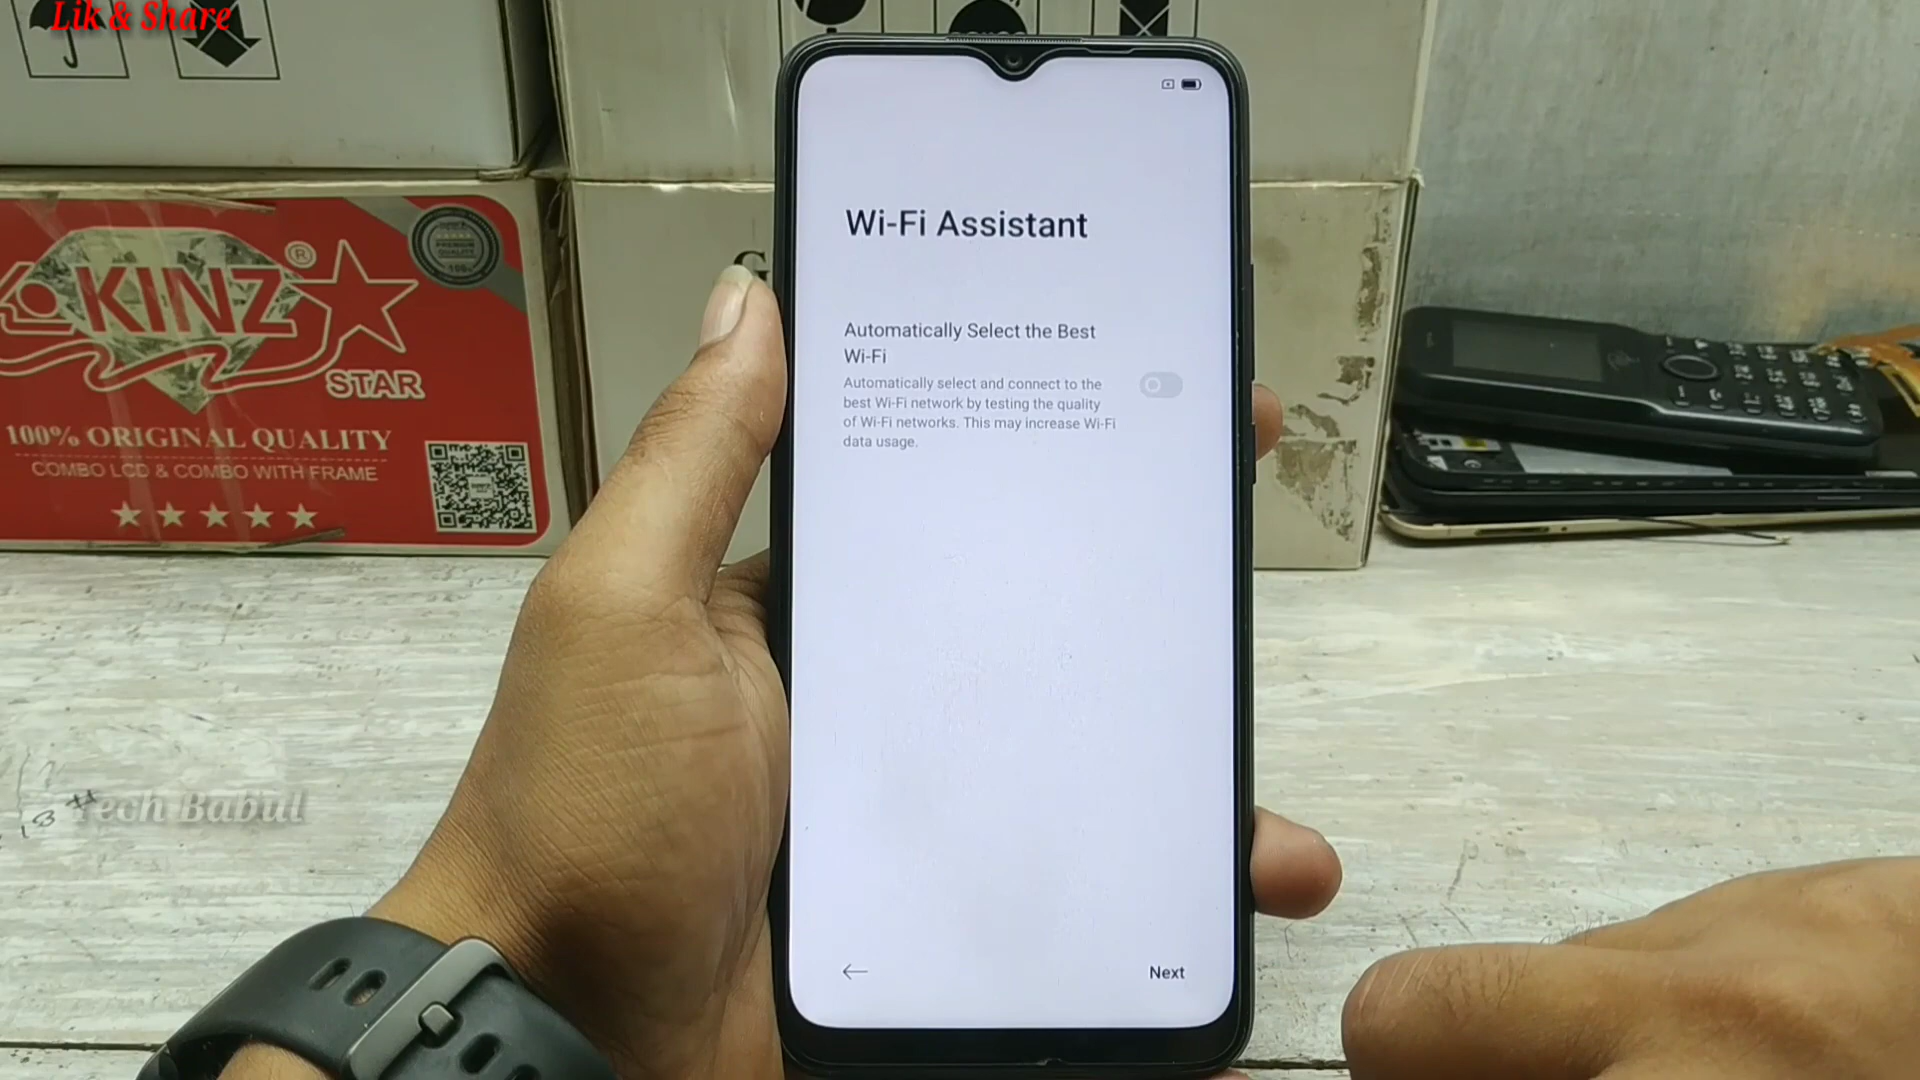 Lik & Share
Wi-Fi Assistant
Automatically Select the Best
Wi-Fi
Automatically select and connect to the
best Wi-Fi network by testing the quality
of Wi-Fi networks. This may increase Wi-Fi
data usage.
Next
KINZ
®
STAR
100% ORIGINAL QUALITY
COMBO LCD & COMBO WITH FRAME
PREMIUM
QUALITY
G
#Tech Babul